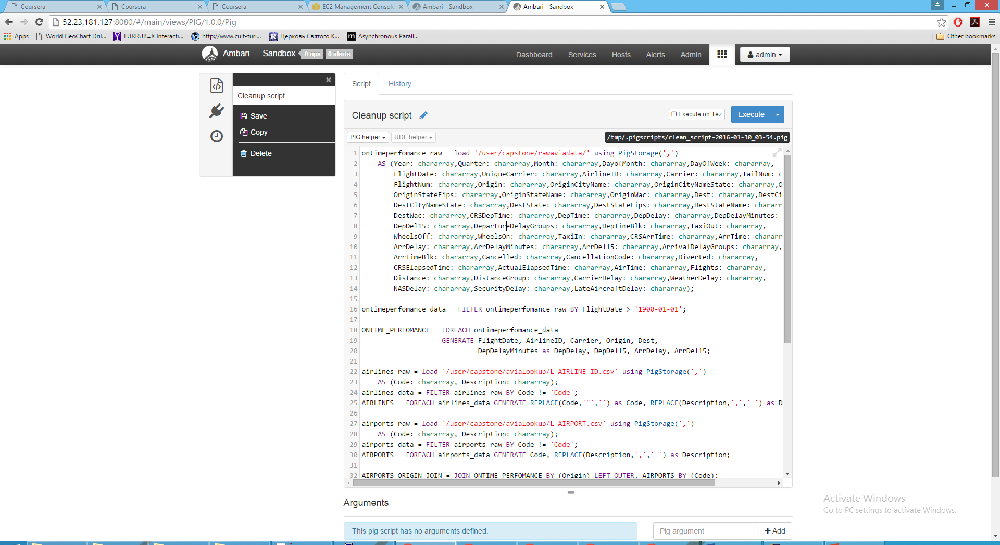 Coursera
Coursera
Coursera
EC2 Management Console
Ambari - Sandbox
Ambari - Sandbox
52.23.181.127:8080/#/main/views/PIG/1.0.0/Pig
Apps
World GeoChart Dril...
EURRUB=X Interacti...
http://www.cult-turi...
Церковь Святого К...
Asynchronous Parall...
Other bookmarks
Ambari
Sandbox
0 ops
0 alerts
Dashboard
Services
Hosts
Alerts
Admin
admin
Cleanup script
Save
Copy
Delete
Script
History
Cleanup script
Execute on Tez
Execute
PIG helper
UDF helper
/tmp/.pigscripts/clean_script-2016-01-30_03-54.pig
1 ontimeperfomance_raw = load '/user/capstone/rawaviadata/' using PigStorage(',')
2 AS (Year: chararray,Quarter: chararray,Month: chararray,DayofMonth: chararray,DayOfWeek: chararray,
3 FlightDate: chararray,UniqueCarrier: chararray,AirlineID: chararray,Carrier: chararray,TailNum: c
4 FlightNum: chararray,Origin: chararray,OriginCityName: chararray,OriginCityNameState: chararray,O
5 OriginStateFips: chararray,OriginStateName: chararray,OriginWac: chararray,Dest: chararray,DestCi
6 DestCityNameState: chararray,DestState: chararray,DestStateFips: chararray,DestStateName: charar
7 DestWac: chararray,CRSDepTime: chararray,DepTime: chararray,DepDelay: chararray,DepDelayMinutes:
8 DepDel15: chararray,DepartureDelayGroups: chararray,DepTimeBlk: chararray,TaxiOut: chararray,
9 WheelsOff: chararray,WheelsOn: chararray,TaxiIn: chararray,CRSArrTime: chararray,ArrTime: charar
10 ArrDelay: chararray,ArrDelayMinutes: chararray,ArrDel15: chararray,ArrivalDelayGroups: chararray,
11 ArrTimeBlk: chararray,Cancelled: chararray,CancellationCode: chararray,Diverted: chararray,
12 CRSElapsedTime: chararray,ActualElapsedTime: chararray,AirTime: chararray,Flights: chararray,
13 Distance: chararray,DistanceGroup: chararray,CarrierDelay: chararray,WeatherDelay: chararray,
14 NASDelay: chararray,SecurityDelay: chararray,LateAircraftDelay: chararray);
15
16 ontimeperfomance_data = FILTER ontimeperfomance_raw BY FlightDate > '1900-01-01';
17
18 ONTIME_PERFOMANCE = FOREACH ontimeperfomance_data
19 GENERATE FlightDate, AirlineID, Carrier, Origin, Dest,
20 DepDelayMinutes as DepDelay, DepDel15, ArrDelay, ArrDel15;
21
22 airlines_raw = load '/user/capstone/avialookup/L_AIRLINE_ID.csv' using PigStorage(',')
23 AS (Code: chararray, Description: chararray);
24 airlines_data = FILTER airlines_raw BY Code != 'Code';
25 AIRLINES = FOREACH airlines_data GENERATE REPLACE(Code,'"','') as Code, REPLACE(Description,',',' ') as D
26
27 airports_raw = load '/user/capstone/avialookup/L_AIRPORT.csv' using PigStorage(',')
28 AS (Code: chararray, Description: chararray);
29 airports_data = FILTER airports_raw BY Code != 'Code';
30 AIRPORTS = FOREACH airports_data GENERATE Code, REPLACE(Description,',',' ') as Description;
31
32 AIRPORTS_ORIGIN_JOIN = JOIN ONTIME_PERFOMANCE BY (Origin) LEFT OUTER, AIRPORTS BY (Code);
Arguments
This pig script has no arguments defined.
Pig argument
Add
Activate Windows
Go to PC settings to activate Windows.